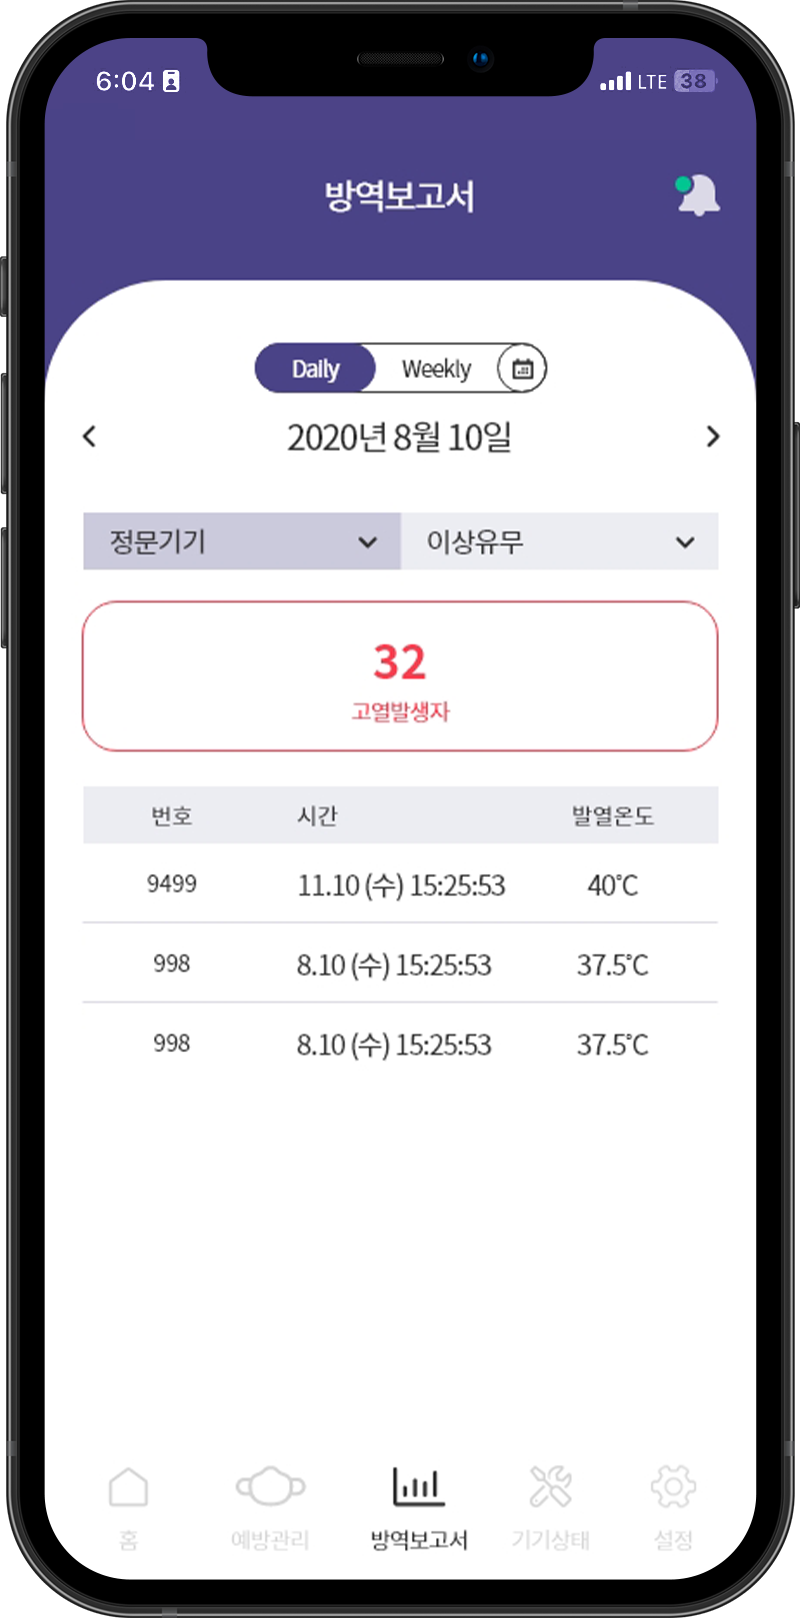 6:04 LTE 38
방역보고서
Daily Weekly
2020년 8월 10일
정문기기 이상유무
32
고열발생자
번호 시간 발열온도
9499 11.10 (수) 15:25:53 40℃
998 8.10 (수) 15:25:53 37.5℃
998 8.10 (수) 15:25:53 37.5℃
홈 예방관리 방역보고서 기기상태 설정